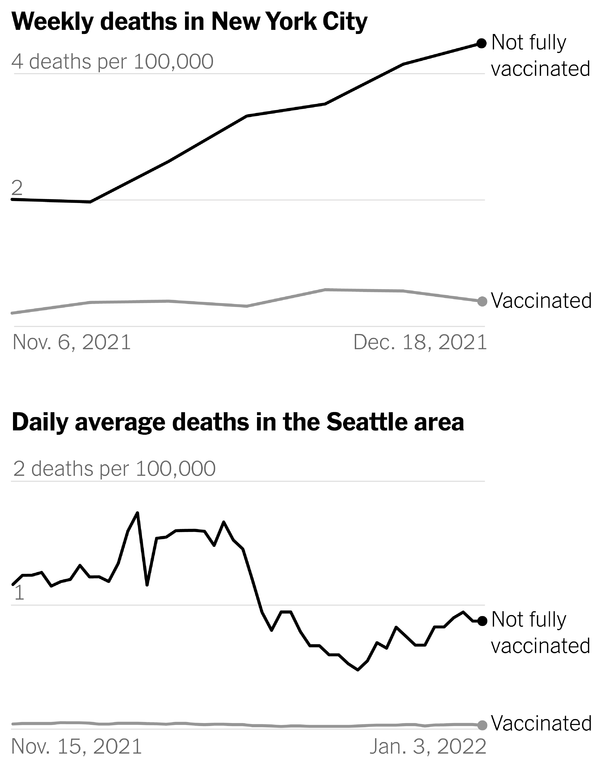 Weekly deaths in New York City
4 deaths per 100,000
Not fully
vaccinated
2
Vaccinated
Nov. 6, 2021
Dec. 18, 2021
Daily average deaths in the Seattle area
2 deaths per 100,000
1
Not fully
vaccinated
Vaccinated
Nov. 15, 2021
Jan. 3, 2022